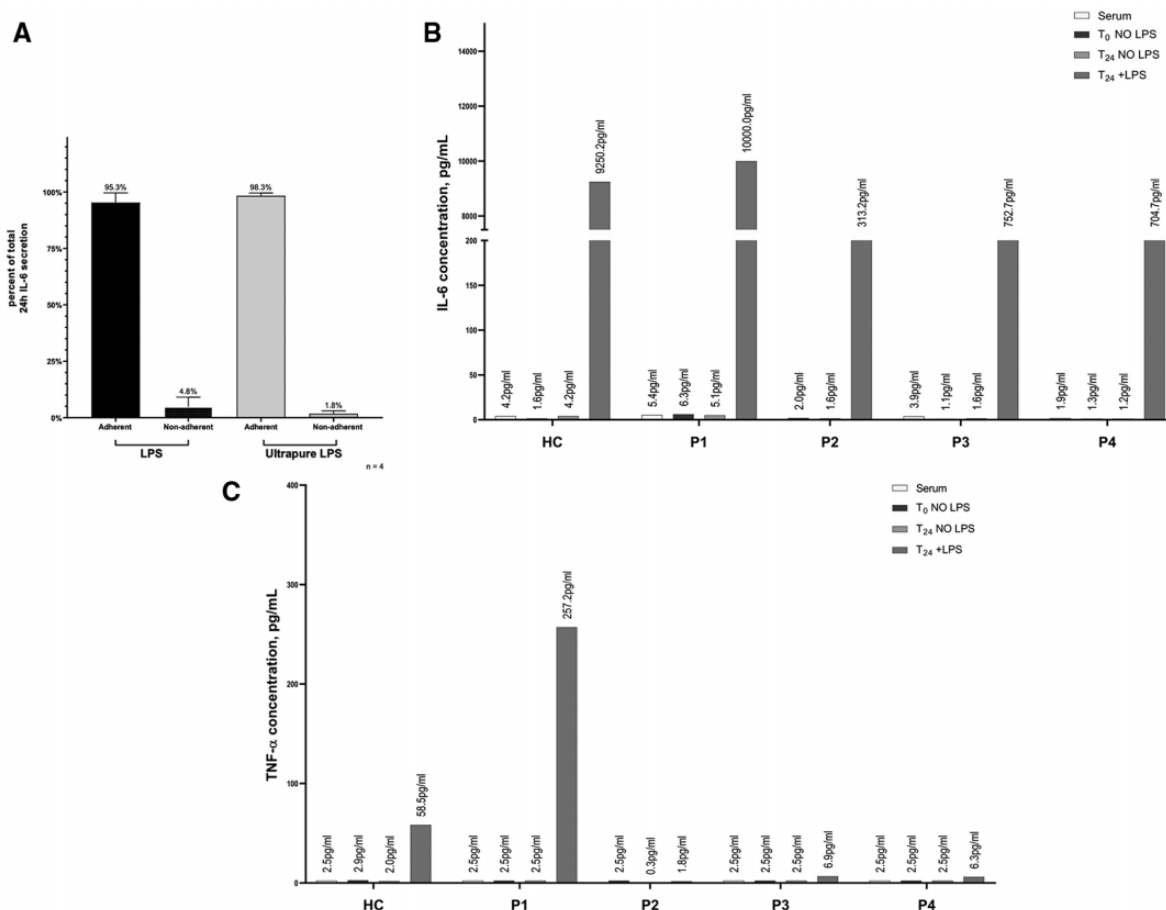 A
percent of total
24h IL-6 secretion
100%
75%
50%
25%
0%
95.3%
4.8%
98.3%
1.8%
Adherent
Non-adherent
Adherent
Non-adherent
LPS
Ultrapure LPS
n = 4
B
Serum
T0 NO LPS
T24 NO LPS
T24 +LPS
IL-6 concentration, pg/mL
14000
12000
10000
8000
200
150
100
50
0
4.2pg/ml
1.6pg/ml
4.2pg/ml
9250.2pg/ml
5.4pg/ml
6.3pg/ml
5.1pg/ml
10000.0pg/ml
2.0pg/ml
1.6pg/ml
313.2pg/ml
3.9pg/ml
1.1pg/ml
1.6pg/ml
752.7pg/ml
1.9pg/ml
1.3pg/ml
1.2pg/ml
704.7pg/ml
HC
P1
P2
P3
P4
C
Serum
T0 NO LPS
T24 NO LPS
T24 +LPS
TNF-α concentration, pg/mL
400
300
200
100
0
2.5pg/ml
2.9pg/ml
2.0pg/ml
58.5pg/ml
2.5pg/ml
2.5pg/ml
2.5pg/ml
257.2pg/ml
2.5pg/ml
0.3pg/ml
1.8pg/ml
2.5pg/ml
2.5pg/ml
2.5pg/ml
6.9pg/ml
2.5pg/ml
2.5pg/ml
2.5pg/ml
6.3pg/ml
HC
P1
P2
P3
P4